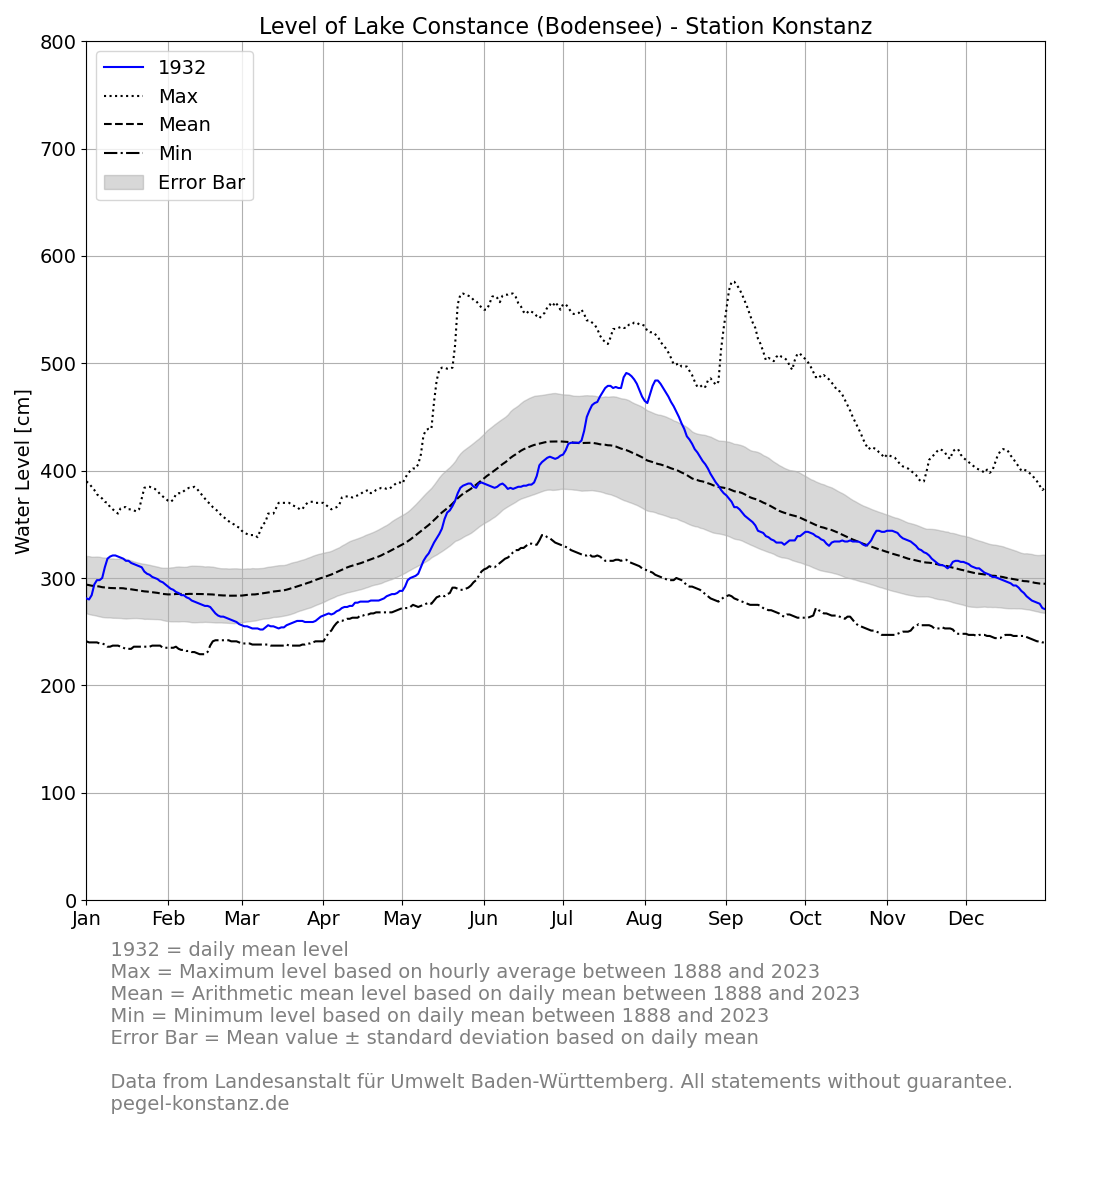 Level of Lake Constance (Bodensee) - Station Konstanz
800
700
600
500
400
300
200
100
0
Water Level [cm]
1932
Max
Mean
Min
Error Bar
Jan Feb Mar Apr May Jun Jul Aug Sep Oct Nov Dec
1932 = daily mean level
Max = Maximum level based on hourly average between 1888 and 2023
Mean = Arithmetic mean level based on daily mean between 1888 and 2023
Min = Minimum level based on daily mean between 1888 and 2023
Error Bar = Mean value ± standard deviation based on daily mean
Data from Landesanstalt für Umwelt Baden-Württemberg. All statements without guarantee.
pegel-konstanz.de